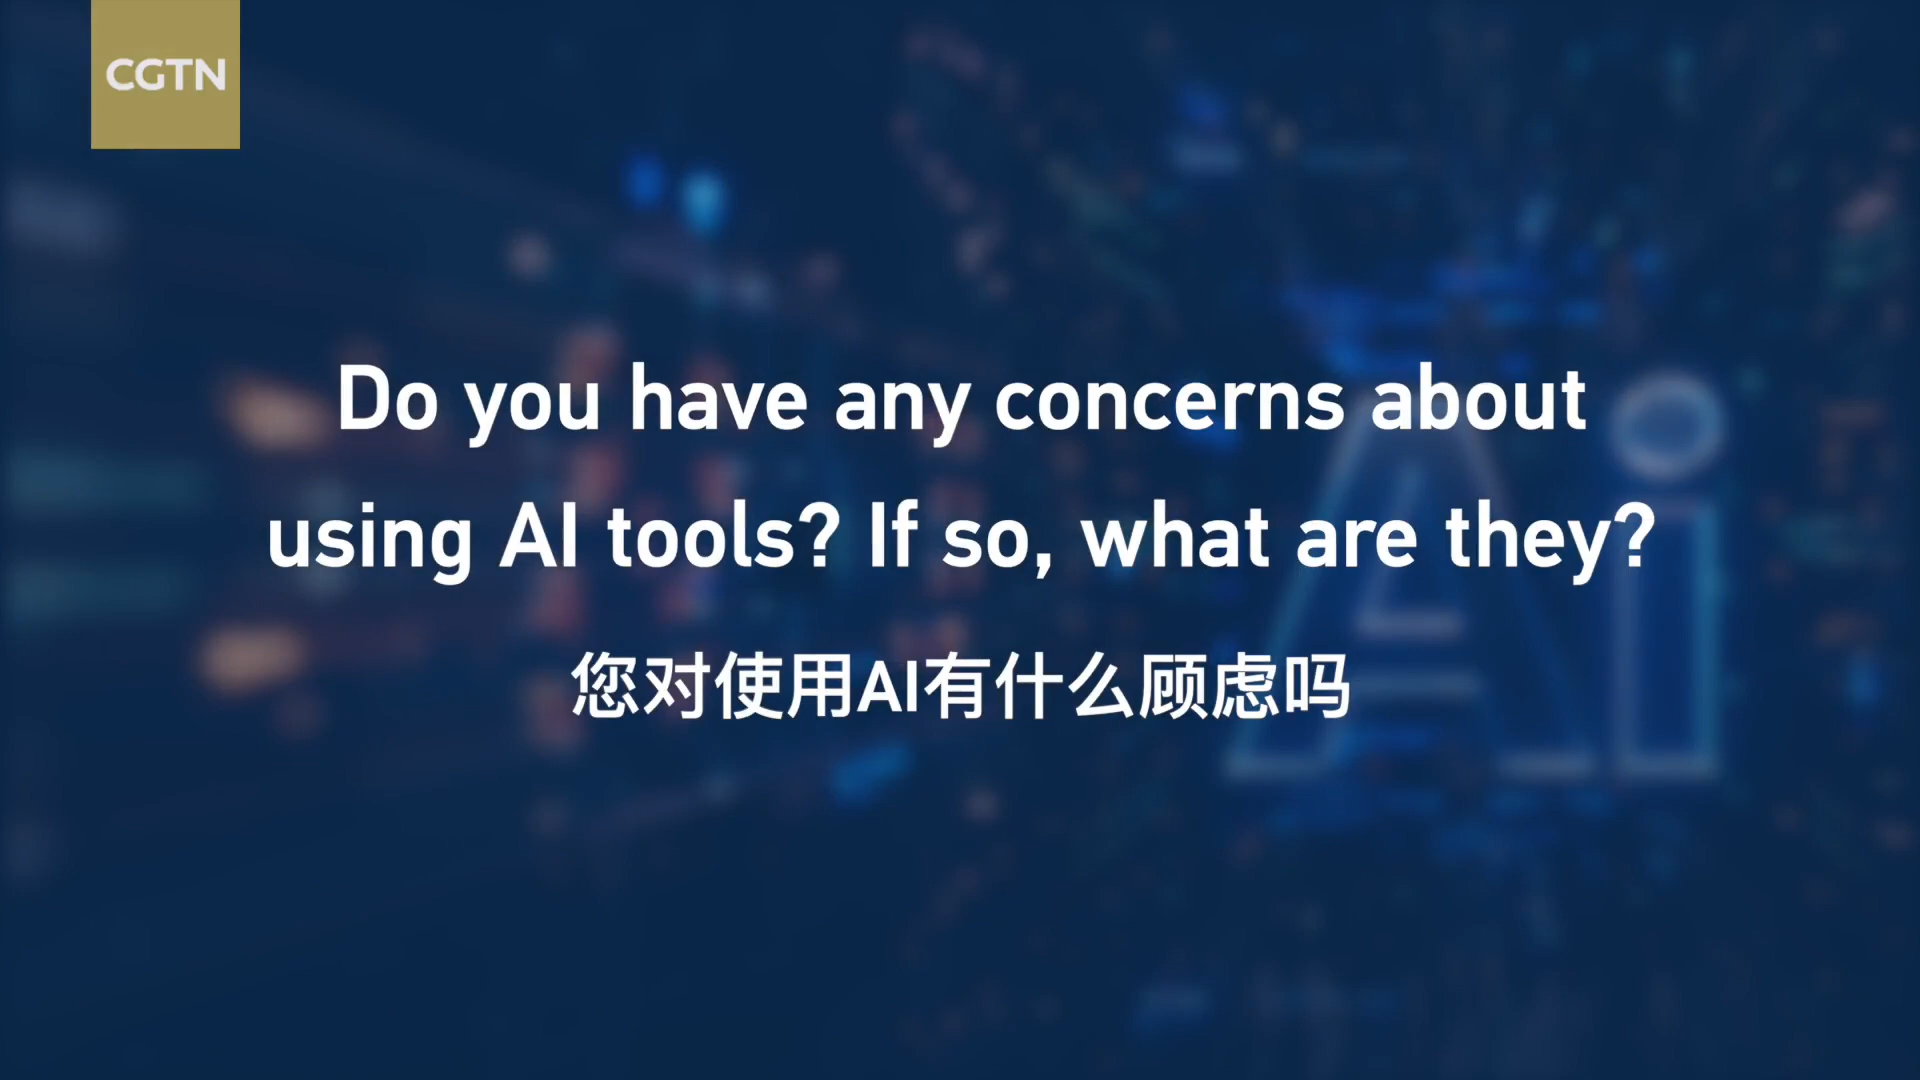 CGTN
Do you have any concerns about
using AI tools? If so, what are they?
您对使用AI有什么顾虑吗
Ai